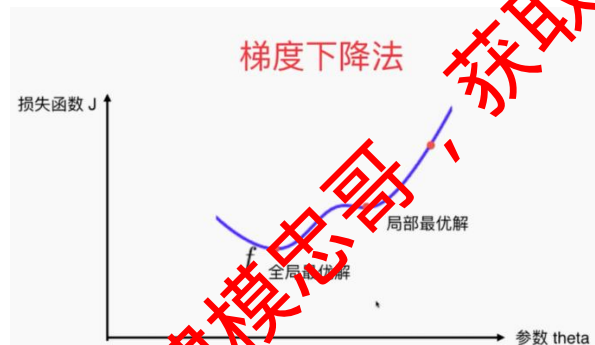 梯度下降法
损失函数 J
局部最优解
f
全局最优解
参数 theta
模忠哥，获取